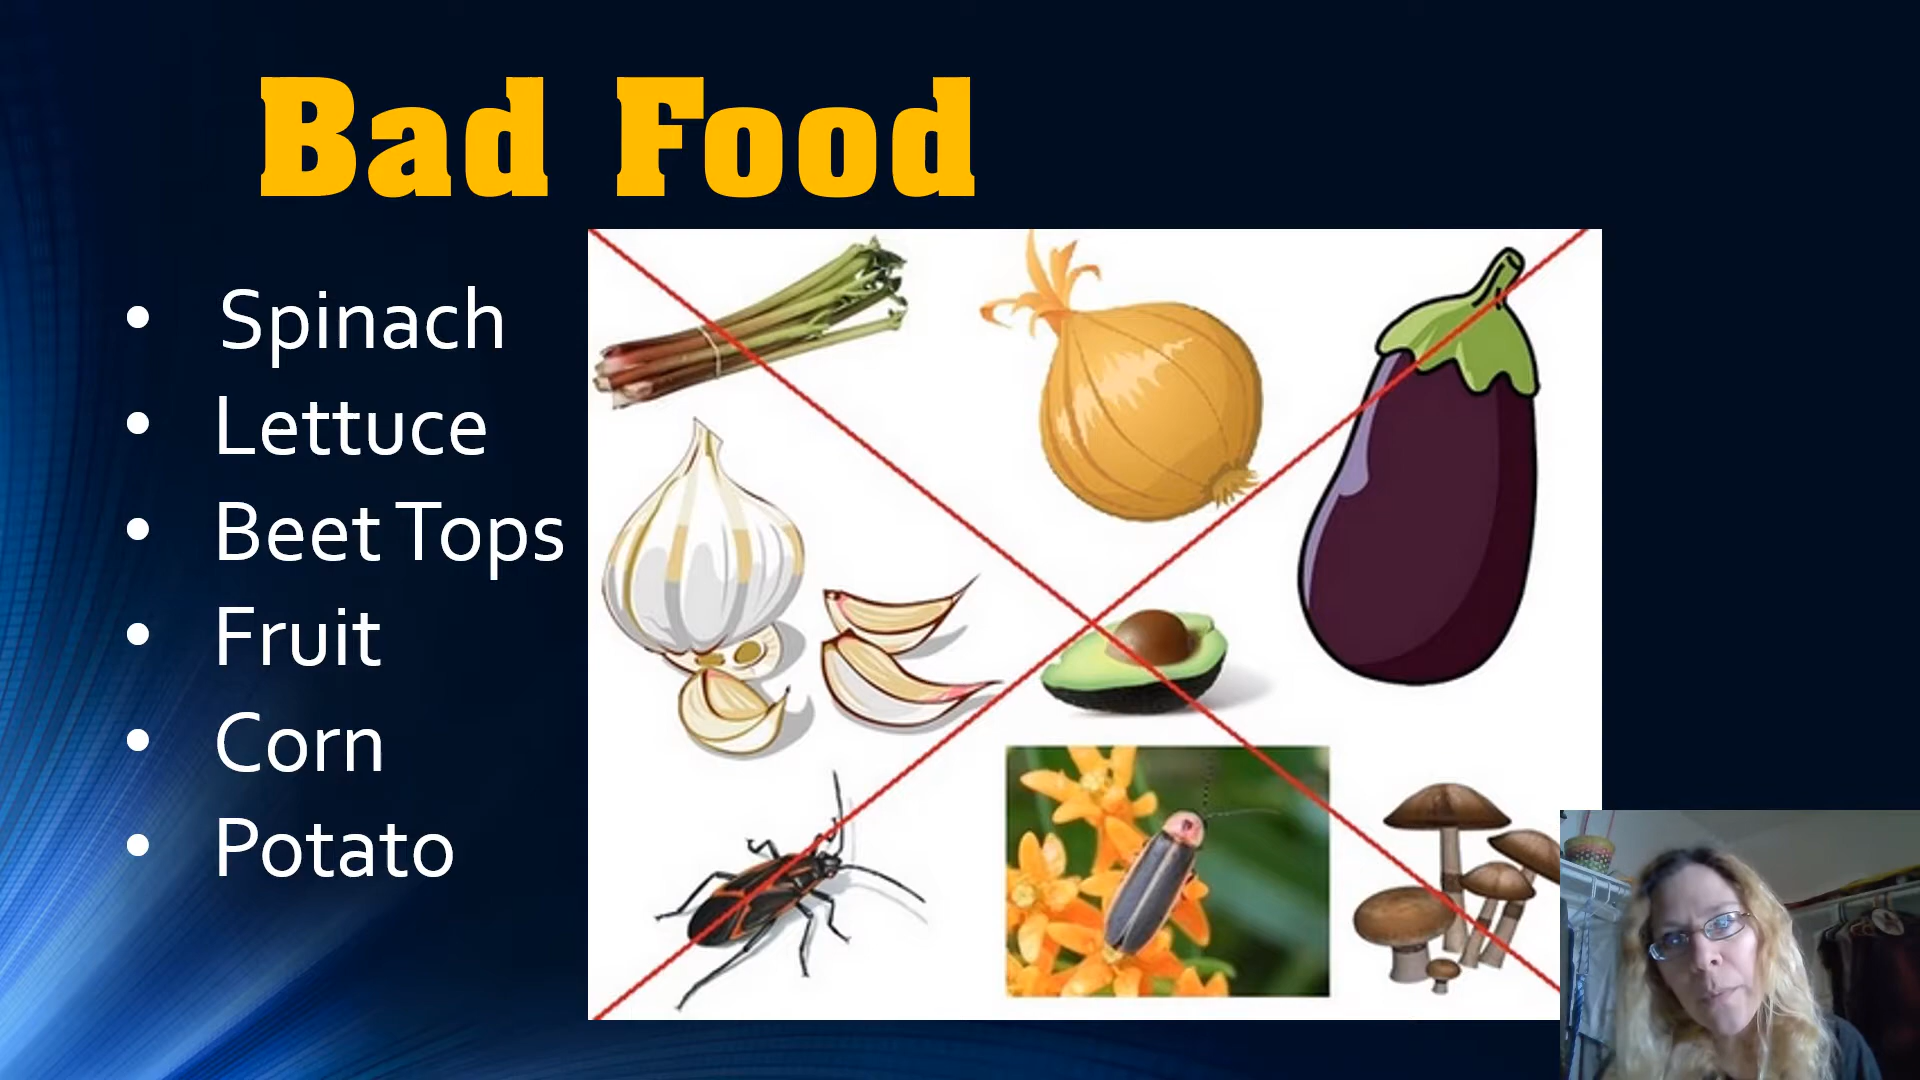 Bad Food
• Spinach
• Lettuce
• Beet Tops
• Fruit
• Corn
• Potato